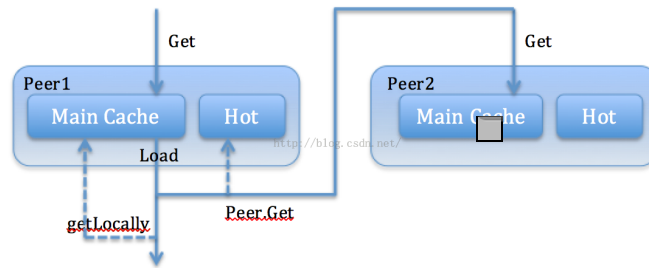 Get
Get
Peer1
Peer2
Main Cache
Hot
Main Cache
Hot
http://blog.csdn.net/
Load
Peer.Get
getLocally